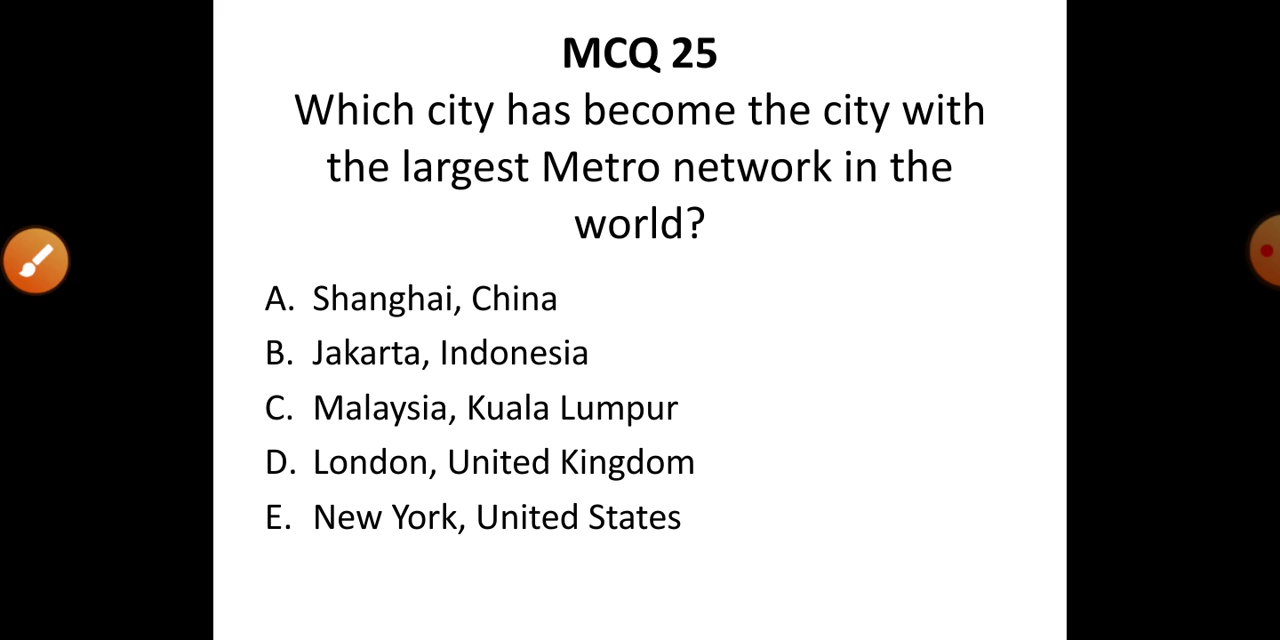 MCQ 25
Which city has become the city with
the largest Metro network in the
world?
A. Shanghai, China
B. Jakarta, Indonesia
C. Malaysia, Kuala Lumpur
D. London, United Kingdom
E. New York, United States